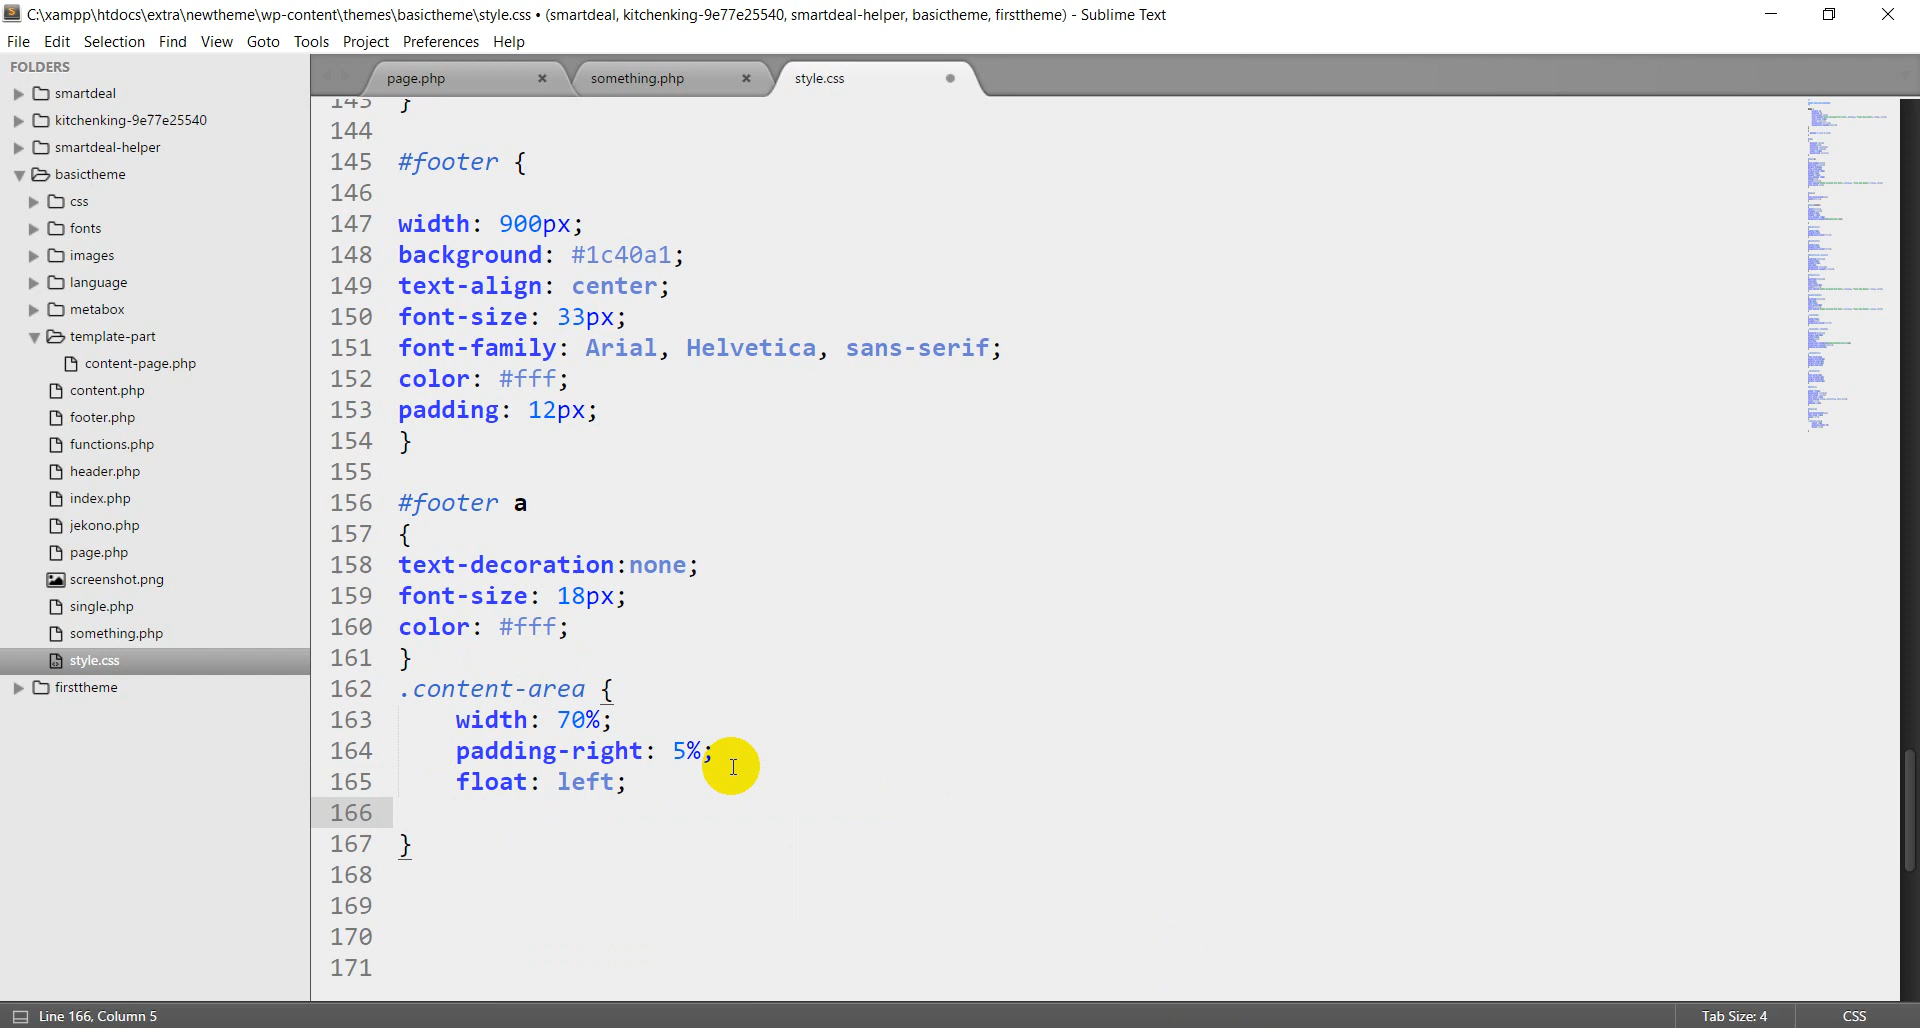 C:\xampp\htdocs\extra\newtheme\wp-content\themes\basictheme\style.css • (smartdeal, kitchenking-9e77e25540, smartdeal-helper, basictheme, firsttheme) - Sublime Text
File Edit Selection Find View Goto Tools Project Preferences Help
FOLDERS
smartdeal
kitchenking-9e77e25540
smartdeal-helper
basictheme
css
fonts
images
language
metabox
template-part
content-page.php
content.php
footer.php
functions.php
header.php
index.php
jekono.php
page.php
screenshot.png
single.php
something.php
style.css
firsttheme
page.php something.php style.css
143 }
144
145 #footer {
146
147 width: 900px;
148 background: #1c40a1;
149 text-align: center;
150 font-size: 33px;
151 font-family: Arial, Helvetica, sans-serif;
152 color: #fff;
153 padding: 12px;
154 }
155
156 #footer a
157 {
158 text-decoration:none;
159 font-size: 18px;
160 color: #fff;
161 }
162 .content-area {
163 width: 70%;
164 padding-right: 5%;
165 float: left;
166
167 }
168
169
170
171
Line 166, Column 5
Tab Size: 4
CSS